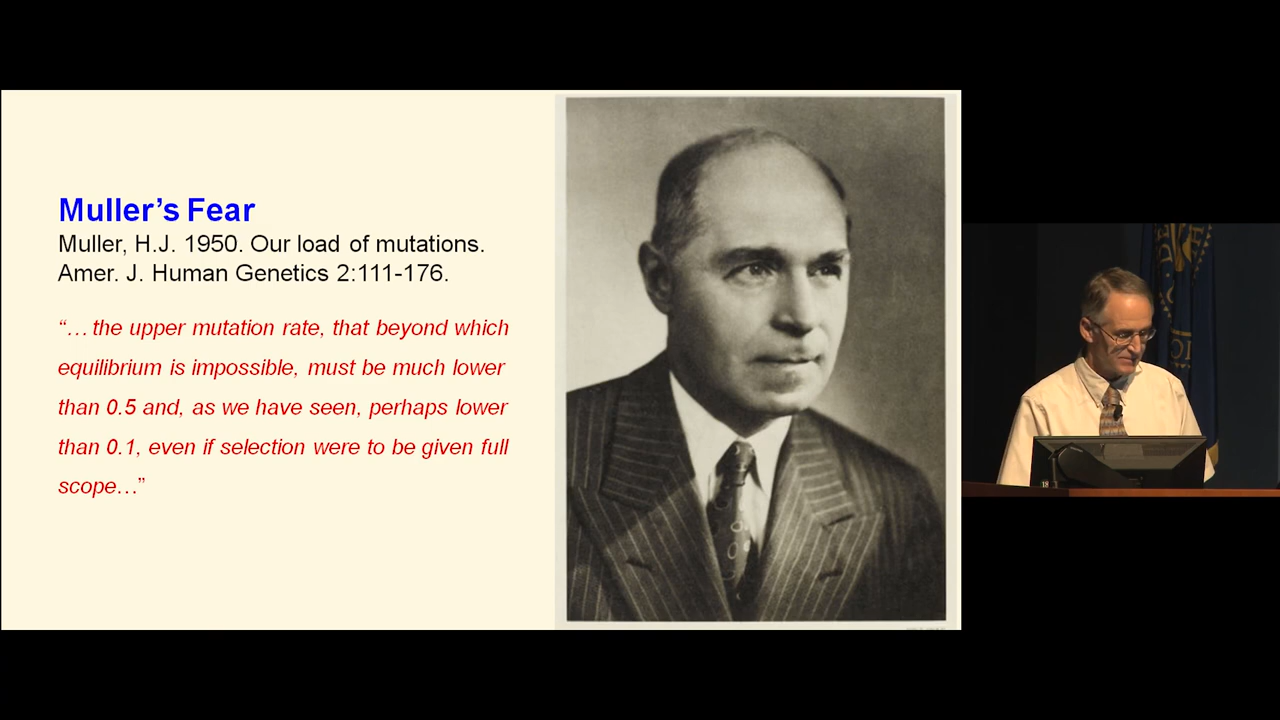 Muller’s Fear
Muller, H.J. 1950. Our load of mutations.
Amer. J. Human Genetics 2:111-176.
“… the upper mutation rate, that beyond which
equilibrium is impossible, must be much lower
than 0.5 and, as we have seen, perhaps lower
than 0.1, even if selection were to be given full
scope…”